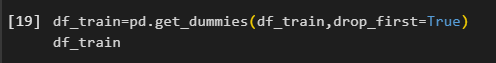 [19] df_train=pd.get_dummies(df_train,drop_first=True)
df_train